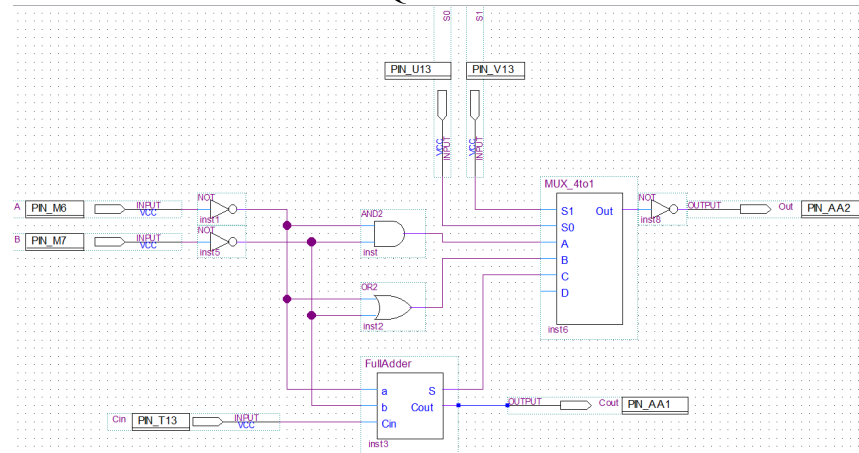 Q
S0
S1
PIN_U13
PIN_V13
VCC
INPUT
VCC
INPUT
MUX_4to1
A
PIN_M6
INPUT
VCC
NOT
inst1
AND2
inst
S1
Out
S0
A
B
C
D
inst6
NOT
inst8
OUTPUT
Out
PIN_AA2
B
PIN_M7
INPUT
VCC
NOT
inst5
OR2
inst2
FullAdder
a
S
b
Cout
Cin
inst3
OUTPUT
Cout
PIN_AA1
Cin
PIN_T13
INPUT
VCC